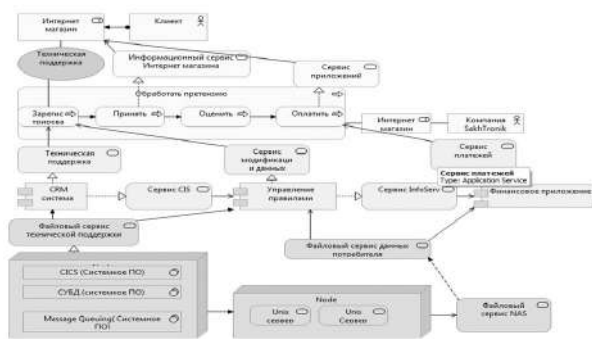 Интернет
магазин
Клиент
Техническая
поддержка
Информационный сервис
Интернет магазина
Сервис
приложений
Обработать претензию
Принять
Оценить
Оплатить
Интернет
магазин
Компания
SakhTronik
Техническая
поддержка
Сервис
данных
Сервис
платежей
Сервис платежей
Type: Application Service
CRM
система
Сервис CIS
Управление
правилами
Сервис InfoServ
Финансовое приложение
Файловый сервис
технической поддержки
Файловый сервис данных
потребителя
CICS (Системное ПО)
СУБД (системное ПО)
Message Queuing( Системное
ПО)
Node
Unix
сервер
Unix
Сервер
Файловый
сервис NAS